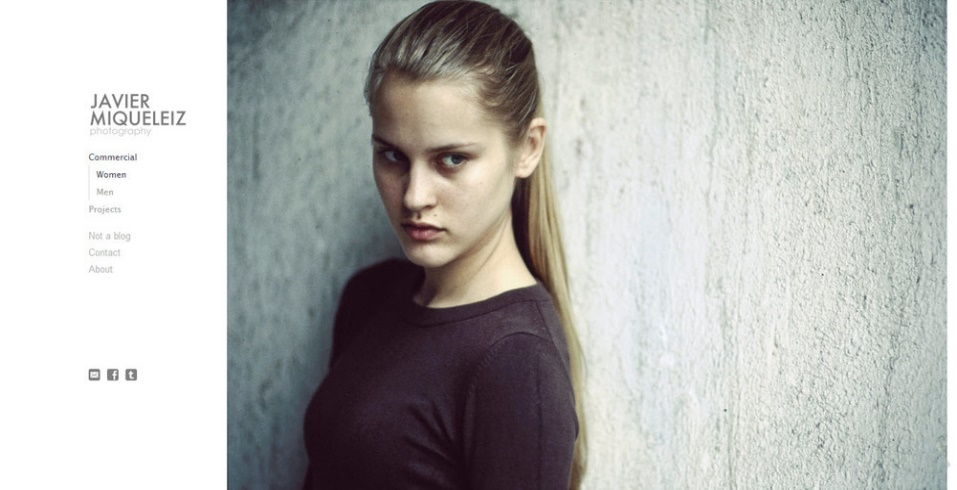 JAVIER
MIQUELEIZ
photography
Commercial
Women
Men
Projects
Not a blog
Contact
About